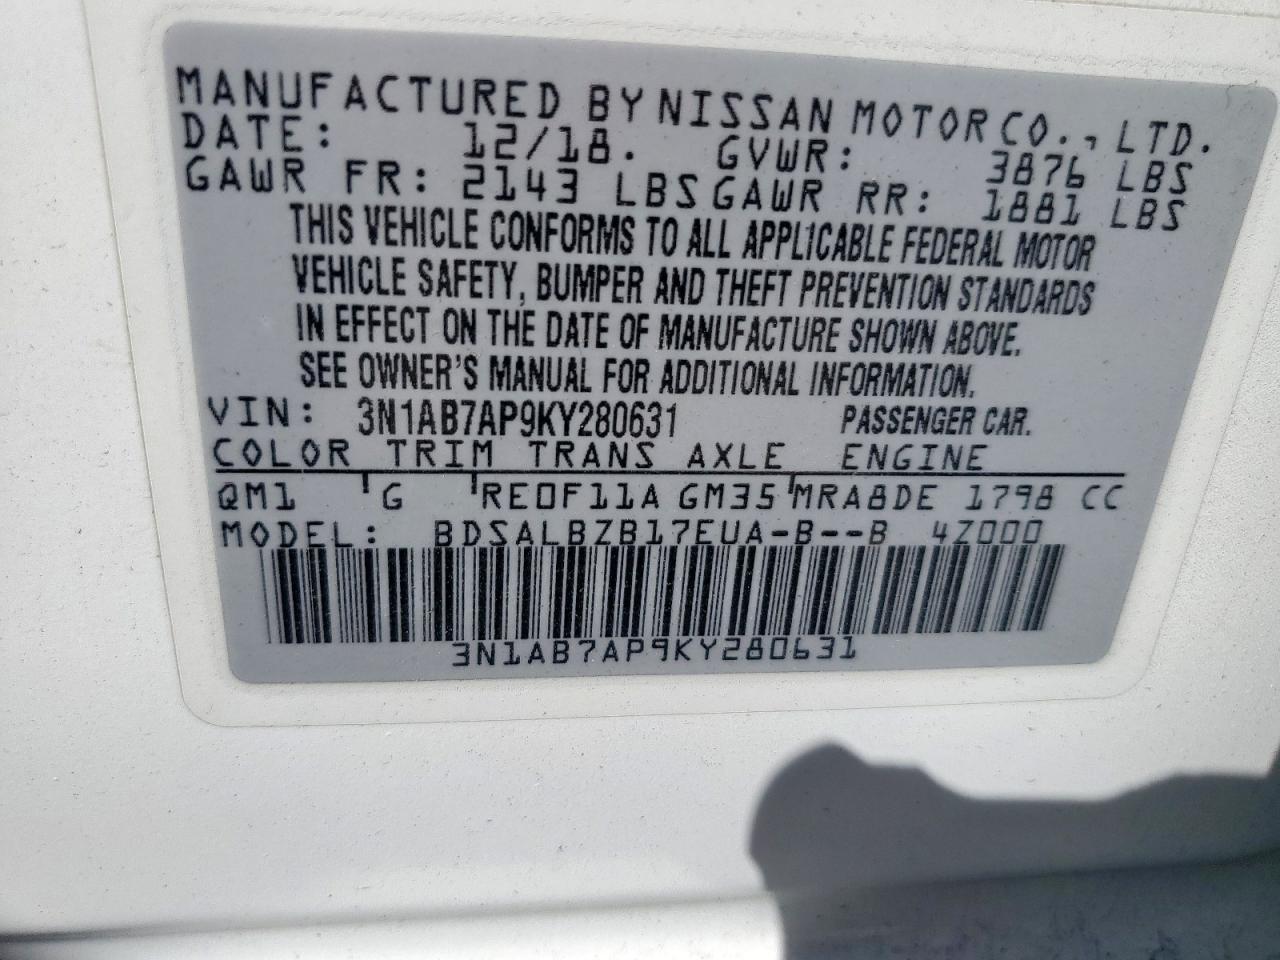 MANUFACTURED BY NISSAN MOTOR CO., LTD.
DATE: 12/18. GVWR: 3876 LBS
GAWR FR: 2143 LBS GAWR RR: 1881 LBS
THIS VEHICLE CONFORMS TO ALL APPLICABLE FEDERAL MOTOR
VEHICLE SAFETY, BUMPER AND THEFT PREVENTION STANDARDS
IN EFFECT ON THE DATE OF MANUFACTURE SHOWN ABOVE.
SEE OWNER'S MANUAL FOR ADDITIONAL INFORMATION.
VIN: 3N1AB7AP9KY280631 PASSENGER CAR.
COLOR TRIM TRANS AXLE ENGINE
QM1 G RE0F11A GM35 MRA8DE 1798 CC
MODEL: BDSALBZB17EUA-B--B 4Z000
3N1AB7AP9KY280631